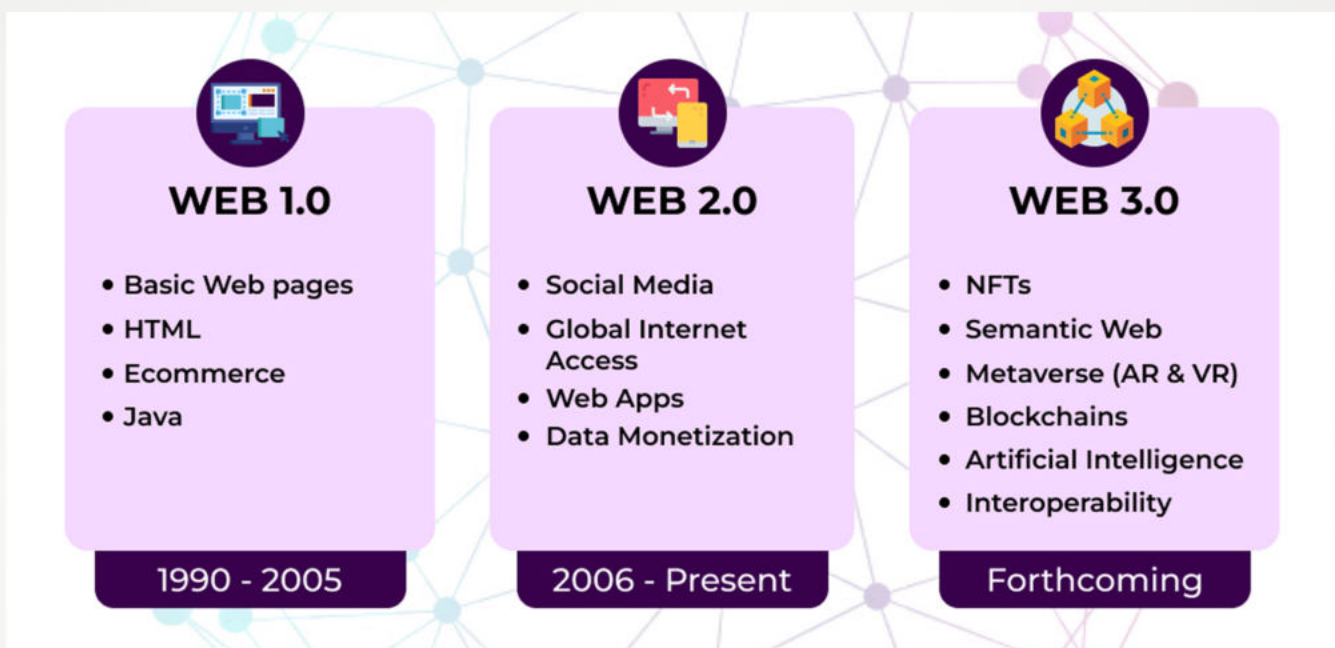 WEB 1.0
• Basic Web pages
• HTML
• Ecommerce
• Java
1990 - 2005
WEB 2.0
• Social Media
• Global Internet
Access
• Web Apps
• Data Monetization
2006 - Present
WEB 3.0
• NFTs
• Semantic Web
• Metaverse (AR & VR)
• Blockchains
• Artificial Intelligence
• Interoperability
Forthcoming